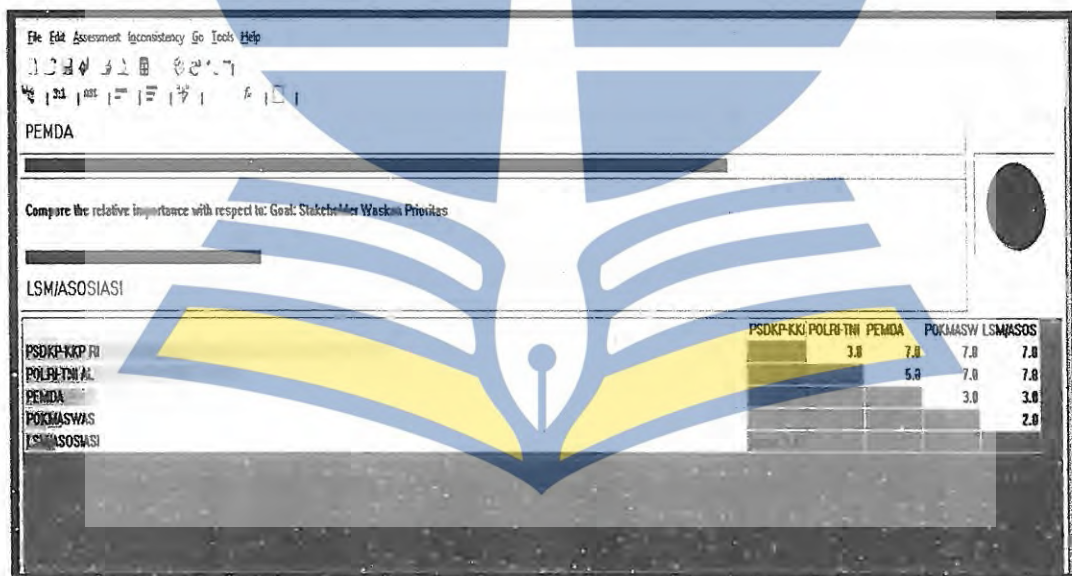 File Edit Assessment Inconsistency Go Tools Help
PEMDA
Compare the relative importance with respect to: Goal: Stakeholder Waskan Prioritas
LSM/ASOSIASI
PSDKP-KKI POLRI-TNI PEMDA POKMASW LSM/ASOS
PSDKP-KKP RI 3.0 7.0 7.0 7.0
POLRI-TNI AL 5.0 7.0 7.0
PEMDA 3.0 3.0
POKMASWAS 2.0
LSM/ASOSIASI